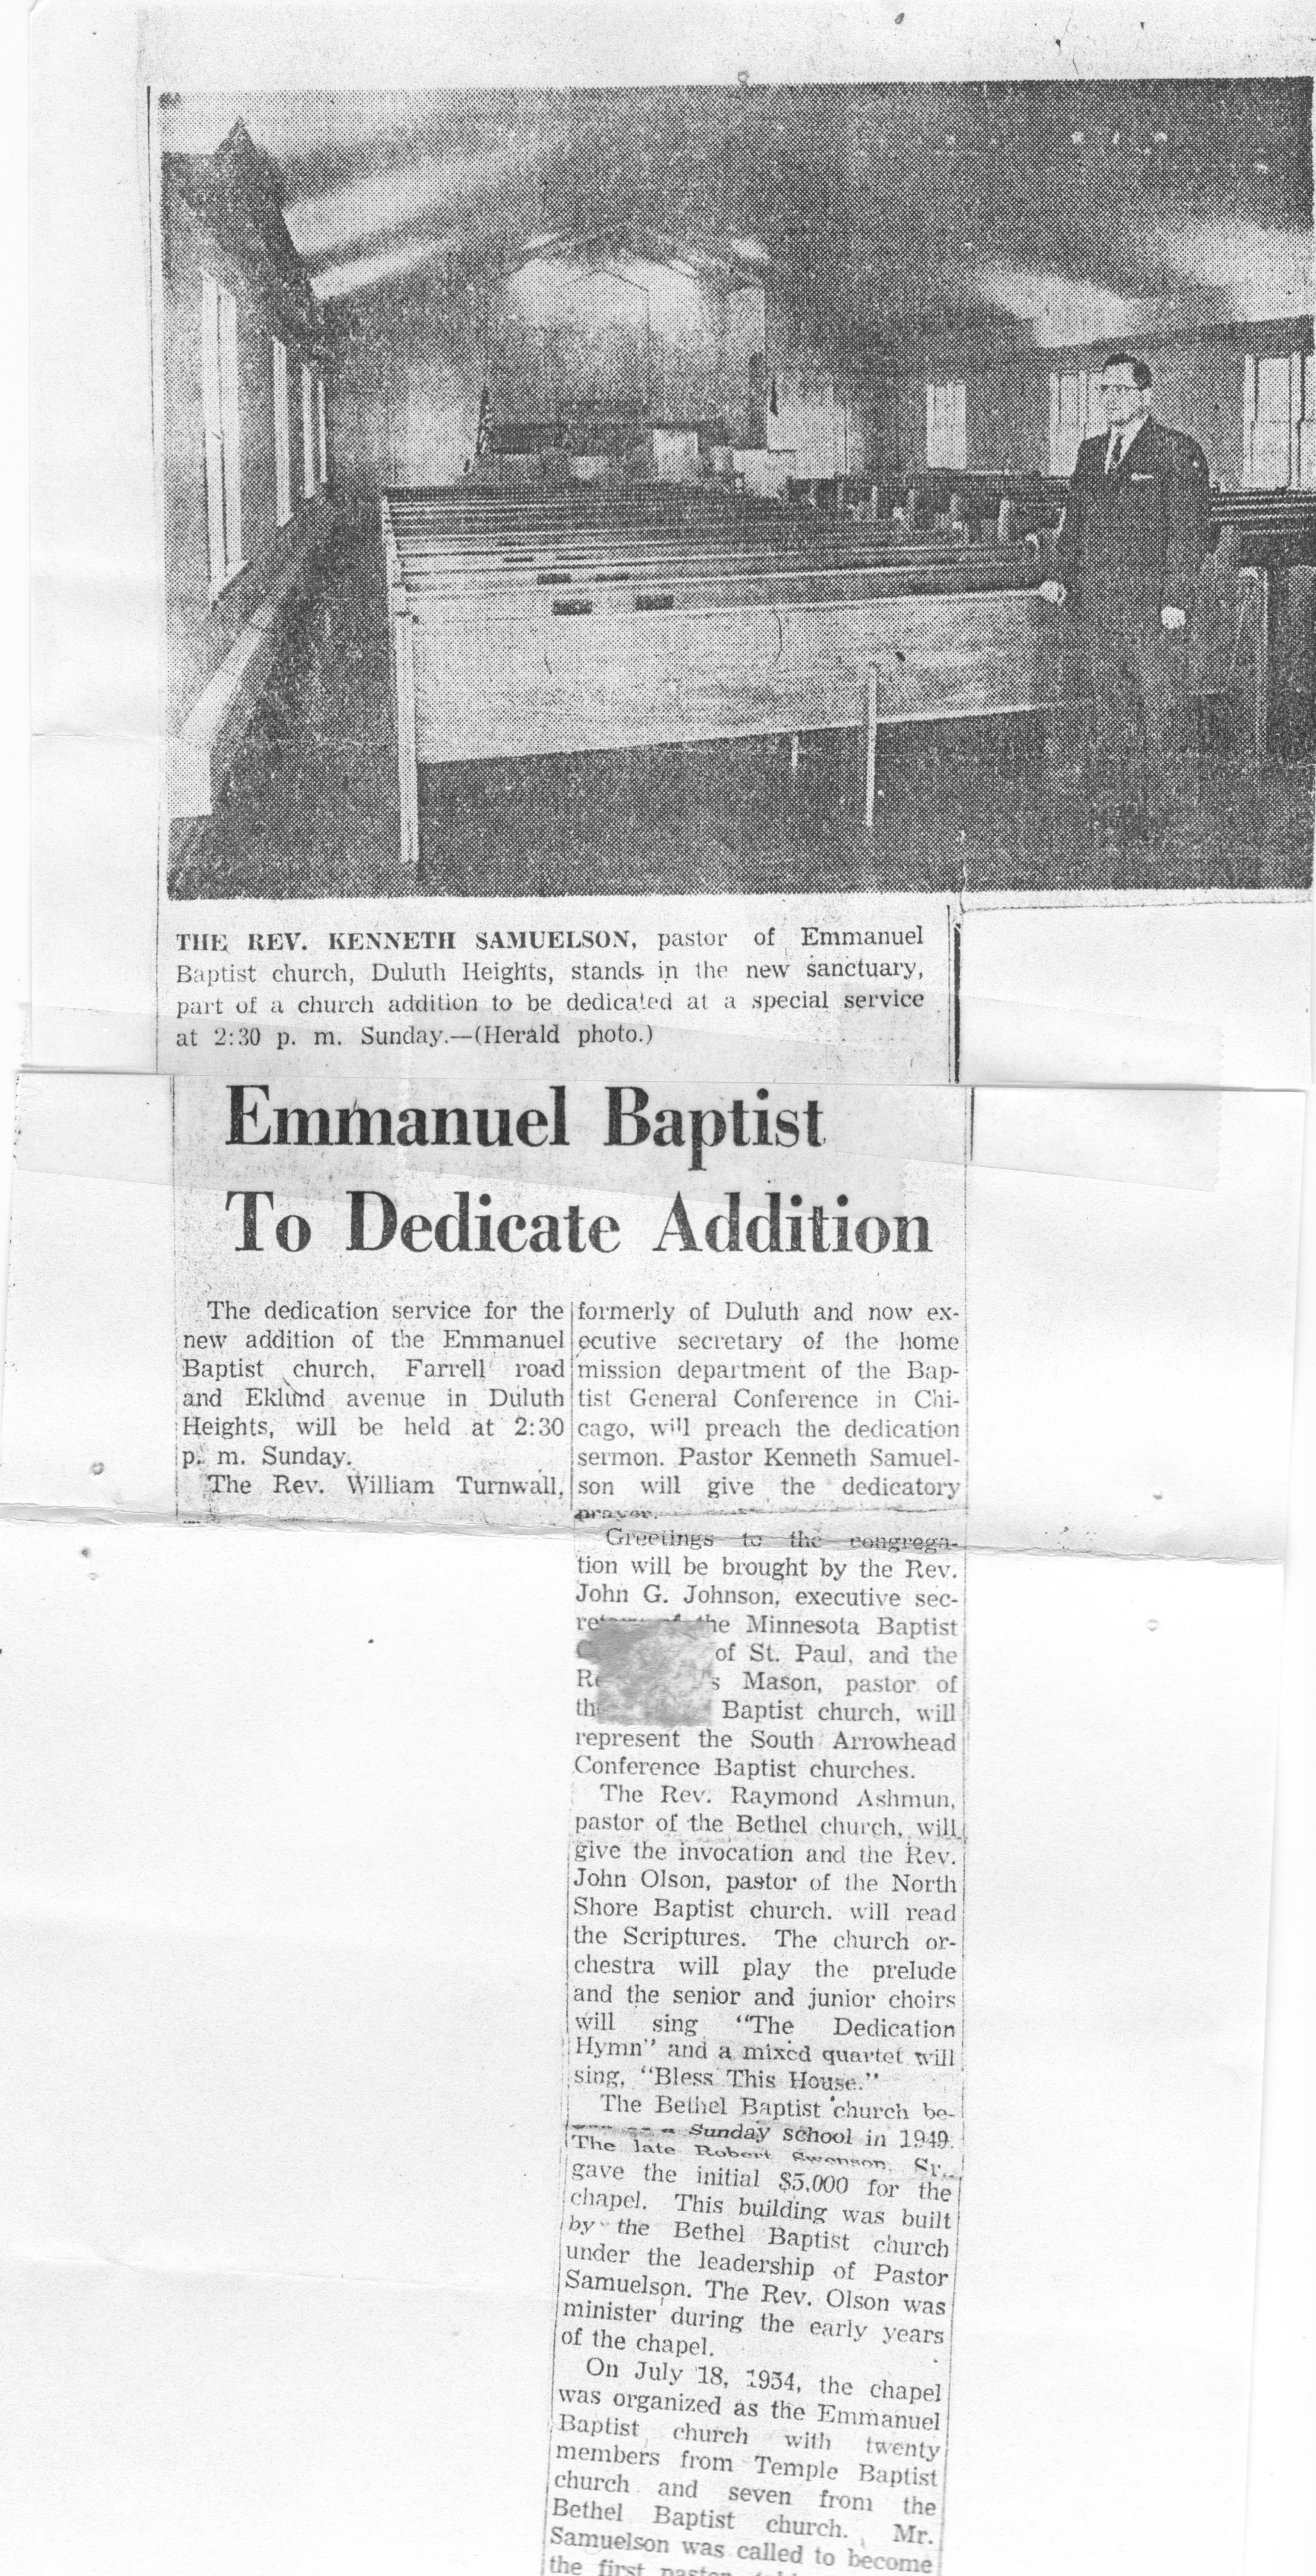 THE REV. KENNETH SAMUELSON, pastor of Emmanuel
Baptist church, Duluth Heights, stands in the new sanctuary,
part of a church addition to be dedicated at a special service
at 2:30 p. m. Sunday.—(Herald photo.)
Emmanuel Baptist
To Dedicate Addition
The dedication service for the
new addition of the Emmanuel
Baptist church, Farrell road
and Eklund avenue in Duluth
Heights, will be held at 2:30
p. m. Sunday.
The Rev. William Turnwall,
formerly of Duluth and now ex-
ecutive secretary of the home
mission department of the Bap-
tist General Conference in Chi-
cago, will preach the dedication
sermon. Pastor Kenneth Samuel-
son will give the dedicatory
prayer.
Greetings to the congrega-
tion will be brought by the Rev.
John G. Johnson, executive sec-
the Minnesota Baptist
of St. Paul, and the
Mason, pastor of
Baptist church, will
represent the South Arrowhead
Conference Baptist churches.
The Rev. Raymond Ashmun,
pastor of the Bethel church, will
give the invocation and the Rev.
John Olson, pastor of the North
Shore Baptist church. will read
the Scriptures. The church or-
chestra will play the prelude
and the senior and junior choirs
will sing "The Dedication
Hymn" and a mixed quartet will
sing, "Bless This House."
The Bethel Baptist church be-
Sunday school in 1949.
The late Robert Swenson, Sr.,
gave the initial $5,000 for the
chapel. This building was built
by the Bethel Baptist church
under the leadership of Pastor
Samuelson. The Rev. Olson was
minister during the early years
of the chapel.
On July 18, 1954, the chapel
was organized as the Emmanuel
Baptist church with twenty
members from Temple Baptist
church and seven from the
Bethel Baptist church. Mr.
Samuelson was called to become
the first pastor